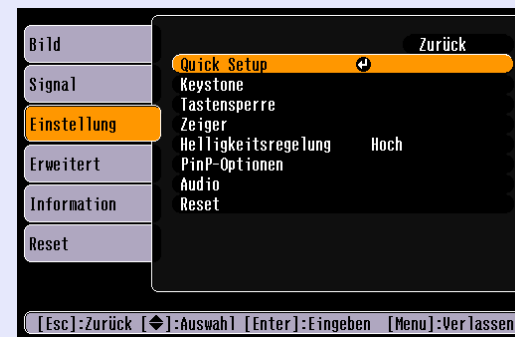 Bild
Signal
Einstellung
Erweitert
Information
Reset
Zurück
Quick Setup
Keystone
Tastensperre
Zeiger
Helligkeitsregelung Hoch
PinP-Optionen
Audio
Reset
[Esc]:Zurück [◆]:Auswahl [Enter]:Eingeben [Menu]:Verlassen